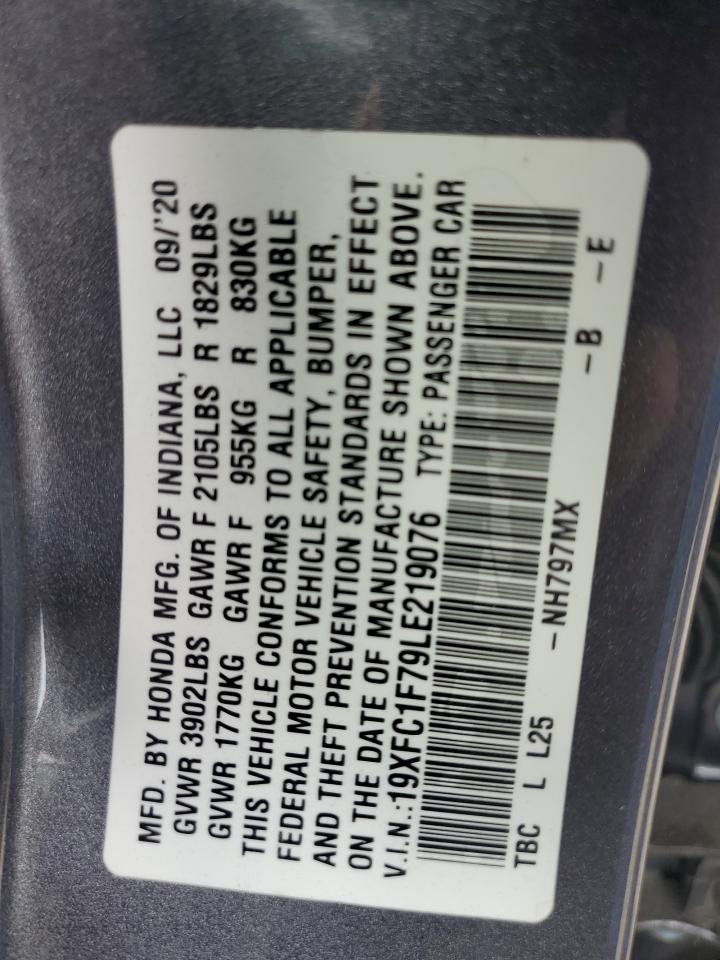 MFD. BY HONDA MFG. OF INDIANA, LLC 09/'20
GVWR 3902LBS GAWR F 2105LBS R 1829LBS
GVWR 1770KG GAWR F 955KG R 830KG
THIS VEHICLE CONFORMS TO ALL APPLICABLE
FEDERAL MOTOR VEHICLE SAFETY, BUMPER,
AND THEFT PREVENTION STANDARDS IN EFFECT
ON THE DATE OF MANUFACTURE SHOWN ABOVE.
V.I.N.:19XFC1F79LE219076 TYPE: PASSENGER CAR
TBC L L25 -NH797MX -B -E